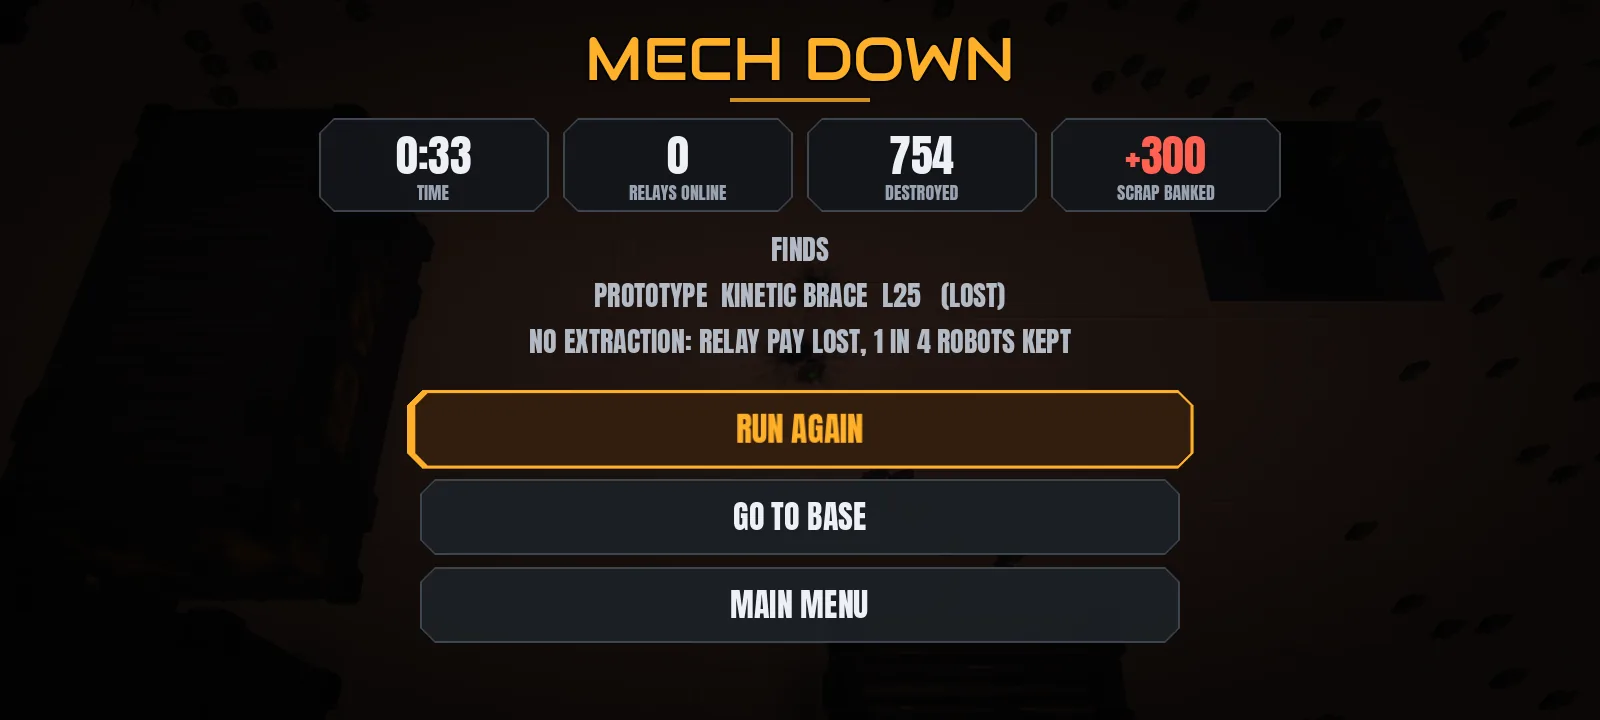 MECH DOWN
0:33
TIME
0
RELAYS ONLINE
754
DESTROYED
+300
SCRAP BANKED
FINDS
PROTOTYPE KINETIC BRACE L25 (LOST)
NO EXTRACTION: RELAY PAY LOST, 1 IN 4 ROBOTS KEPT
RUN AGAIN
GO TO BASE
MAIN MENU